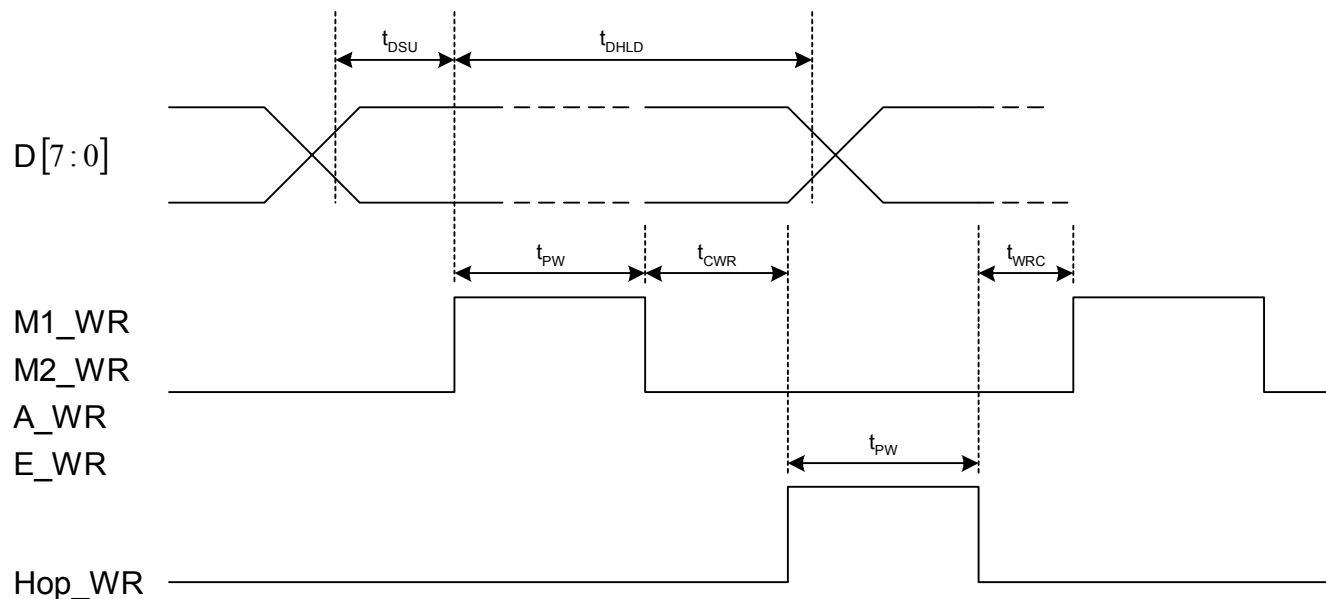 tDSU
tDHLD
D[7:0]
tPW
tCWR
tWRC
M1_WR
M2_WR
A_WR
E_WR
tPW
Hop_WR